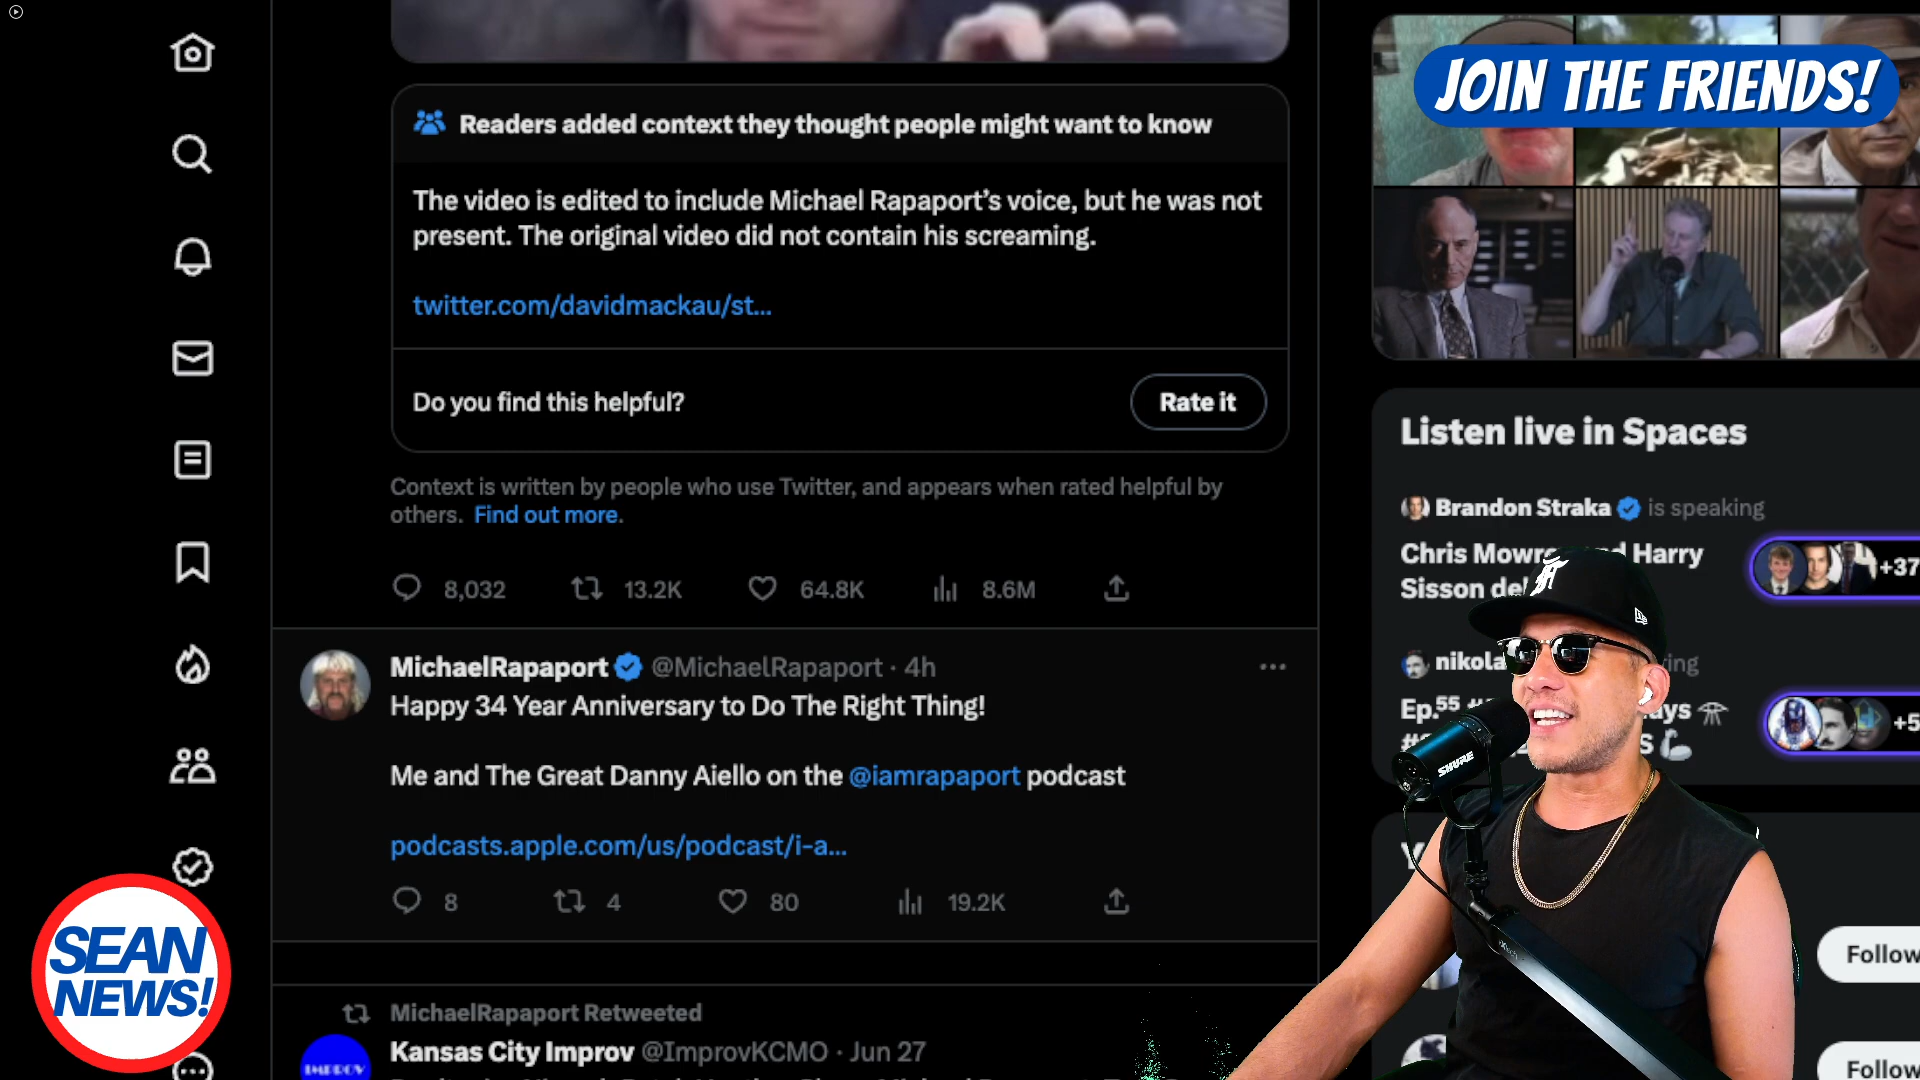 JOIN THE FRIENDS!
Readers added context they thought people might want to know
The video is edited to include Michael Rapaport’s voice, but he was not
present. The original video did not contain his screaming.
twitter.com/davidmackau/st...
Do you find this helpful?
Rate it
Context is written by people who use Twitter, and appears when rated helpful by
others. Find out more.
8,032 13.2K 64.8K 8.6M
MichaelRapaport @MichaelRapaport · 4h
Happy 34 Year Anniversary to Do The Right Thing!
Me and The Great Danny Aiello on the @iamrapaport podcast
podcasts.apple.com/us/podcast/i-a...
8 4 80 19.2K
MichaelRapaport Retweeted
Kansas City Improv @ImprovKCMO · Jun 27
IMPROV
Listen live in Spaces
Brandon Straka is speaking
Chris Harry
Sisson
+37
Ep.55
+5
SHURE
Follow
Follow
SEAN
NEWS!